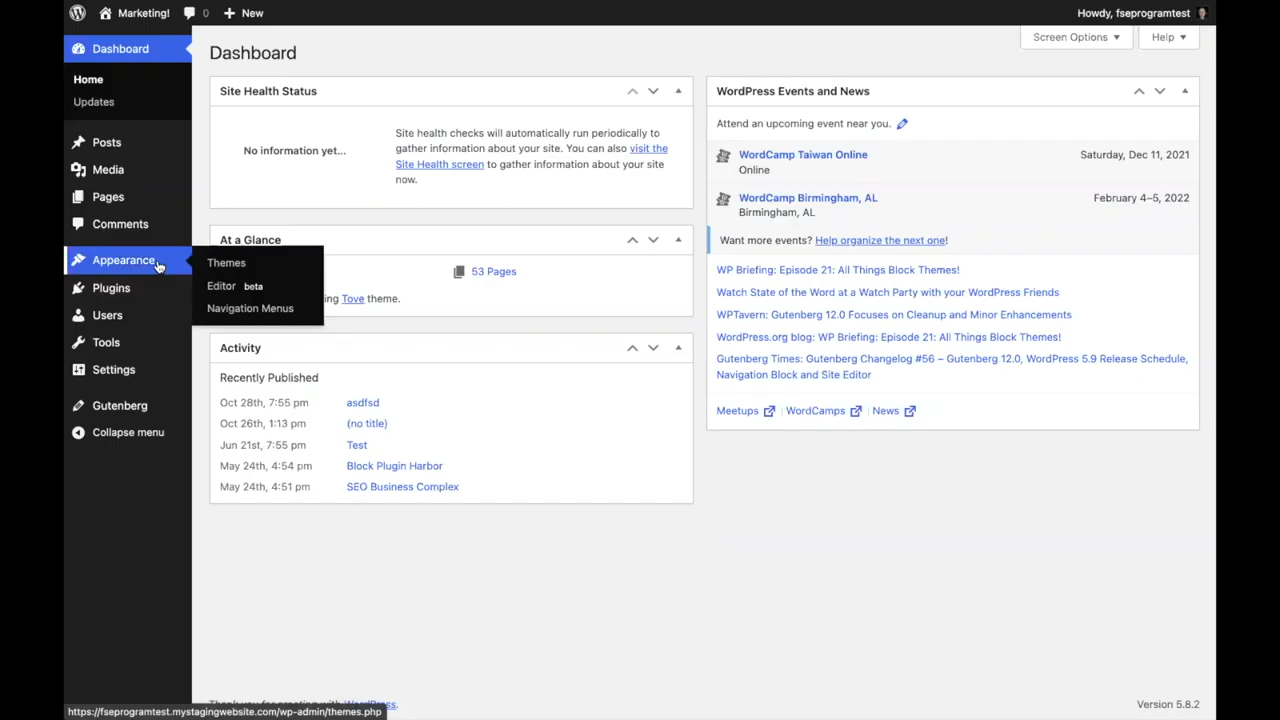 Marketing!
0
New
Howdy, fseprogramtest
Dashboard
Home
Updates
Posts
Media
Pages
Comments
Appearance
Plugins
Users
Tools
Settings
Gutenberg
Collapse menu
Themes
Editor beta
Navigation Menus
Dashboard
Screen Options
Help
Site Health Status
No information yet...
Site health checks will automatically run periodically to
gather information about your site. You can also visit the
Site Health screen to gather information about your site
now.
At a Glance
53 Pages
ing Tove theme.
Activity
Recently Published
Oct 28th, 7:55 pm asdfsd
Oct 26th, 1:13 pm (no title)
Jun 21st, 7:55 pm Test
May 24th, 4:54 pm Block Plugin Harbor
May 24th, 4:51 pm SEO Business Complex
WordPress Events and News
Attend an upcoming event near you.
WordCamp Taiwan Online Saturday, Dec 11, 2021
Online
WordCamp Birmingham, AL February 4–5, 2022
Birmingham, AL
Want more events? Help organize the next one!
WP Briefing: Episode 21: All Things Block Themes!
Watch State of the Word at a Watch Party with your WordPress Friends
WPTavern: Gutenberg 12.0 Focuses on Cleanup and Minor Enhancements
WordPress.org blog: WP Briefing: Episode 21: All Things Block Themes!
Gutenberg Times: Gutenberg Changelog #56 – Gutenberg 12.0, WordPress 5.9 Release Schedule,
Navigation Block and Site Editor
Meetups | WordCamps | News
Thank you for creating with WordPress.
Version 5.8.2
https://fseprogramtest.mystagingwebsite.com/wp-admin/themes.php